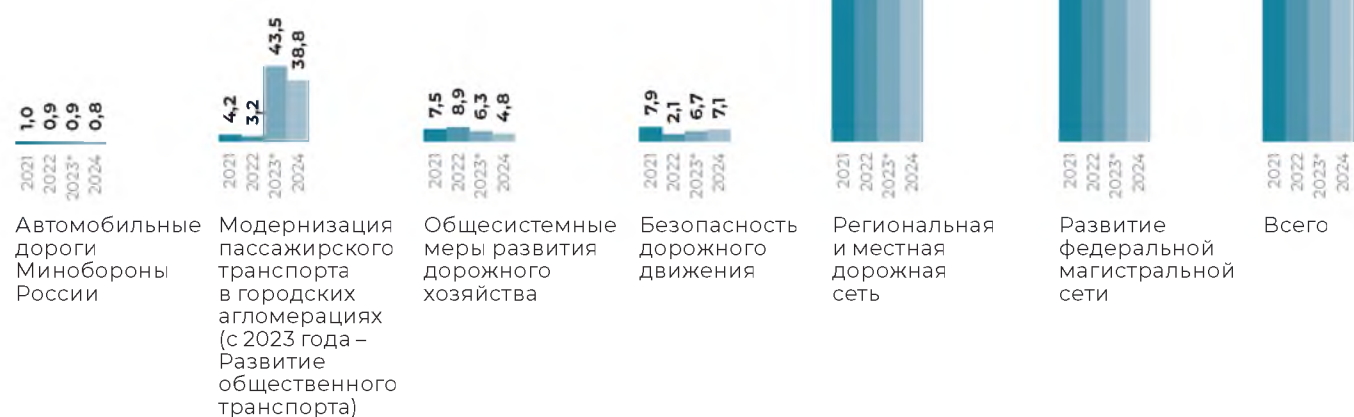 1,0 0,9 0,9 0,8
4,2 3,2 43,5 38,8
7,5 8,9 6,3 4,8
7,9 2,1 6,7 7,1
2021 2022 2023* 2024
2021 2022 2023* 2024
2021 2022 2023* 2024
2021 2022 2023* 2024
2021 2022 2023* 2024
2021 2022 2023* 2024
2021 2022 2023* 2024
Автомобильные
дороги
Минобороны
России
Модернизация
пассажирского
транспорта
в городских
агломерациях
(с 2023 года –
Развитие
общественного
транспорта)
Общесистемные
меры развития
дорожного
хозяйства
Безопасность
дорожного
движения
Региональная
и местная
дорожная
сеть
Развитие
федеральной
магистральной
сети
Всего